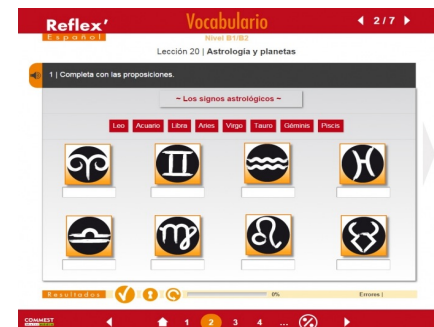 Reflex'
Español
Vocabulario
Nivel B1/B2
2/7
Lección 20 | Astrología y planetas
1 | Completa con las proposiciones.
~ Los signos astrológicos ~
Leo Acuario Libra Aries Virgo Tauro Géminis Piscis
Resultados 0% Errores |
COMMEST
1 2 3 4 ...